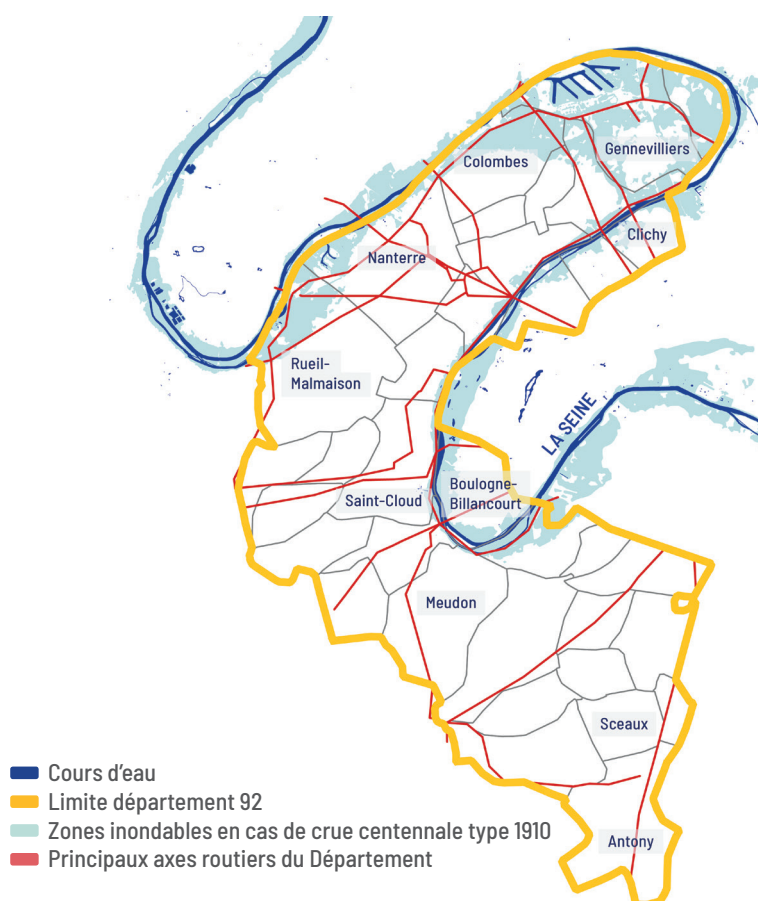 Colombes
Gennevilliers
Clichy
Nanterre
Rueil-
Malmaison
LA SEINE
Boulogne-
Billancourt
Saint-Cloud
Meudon
Sceaux
Antony
Cours d'eau
Limite département 92
Zones inondables en cas de crue centennale type 1910
Principaux axes routiers du Département